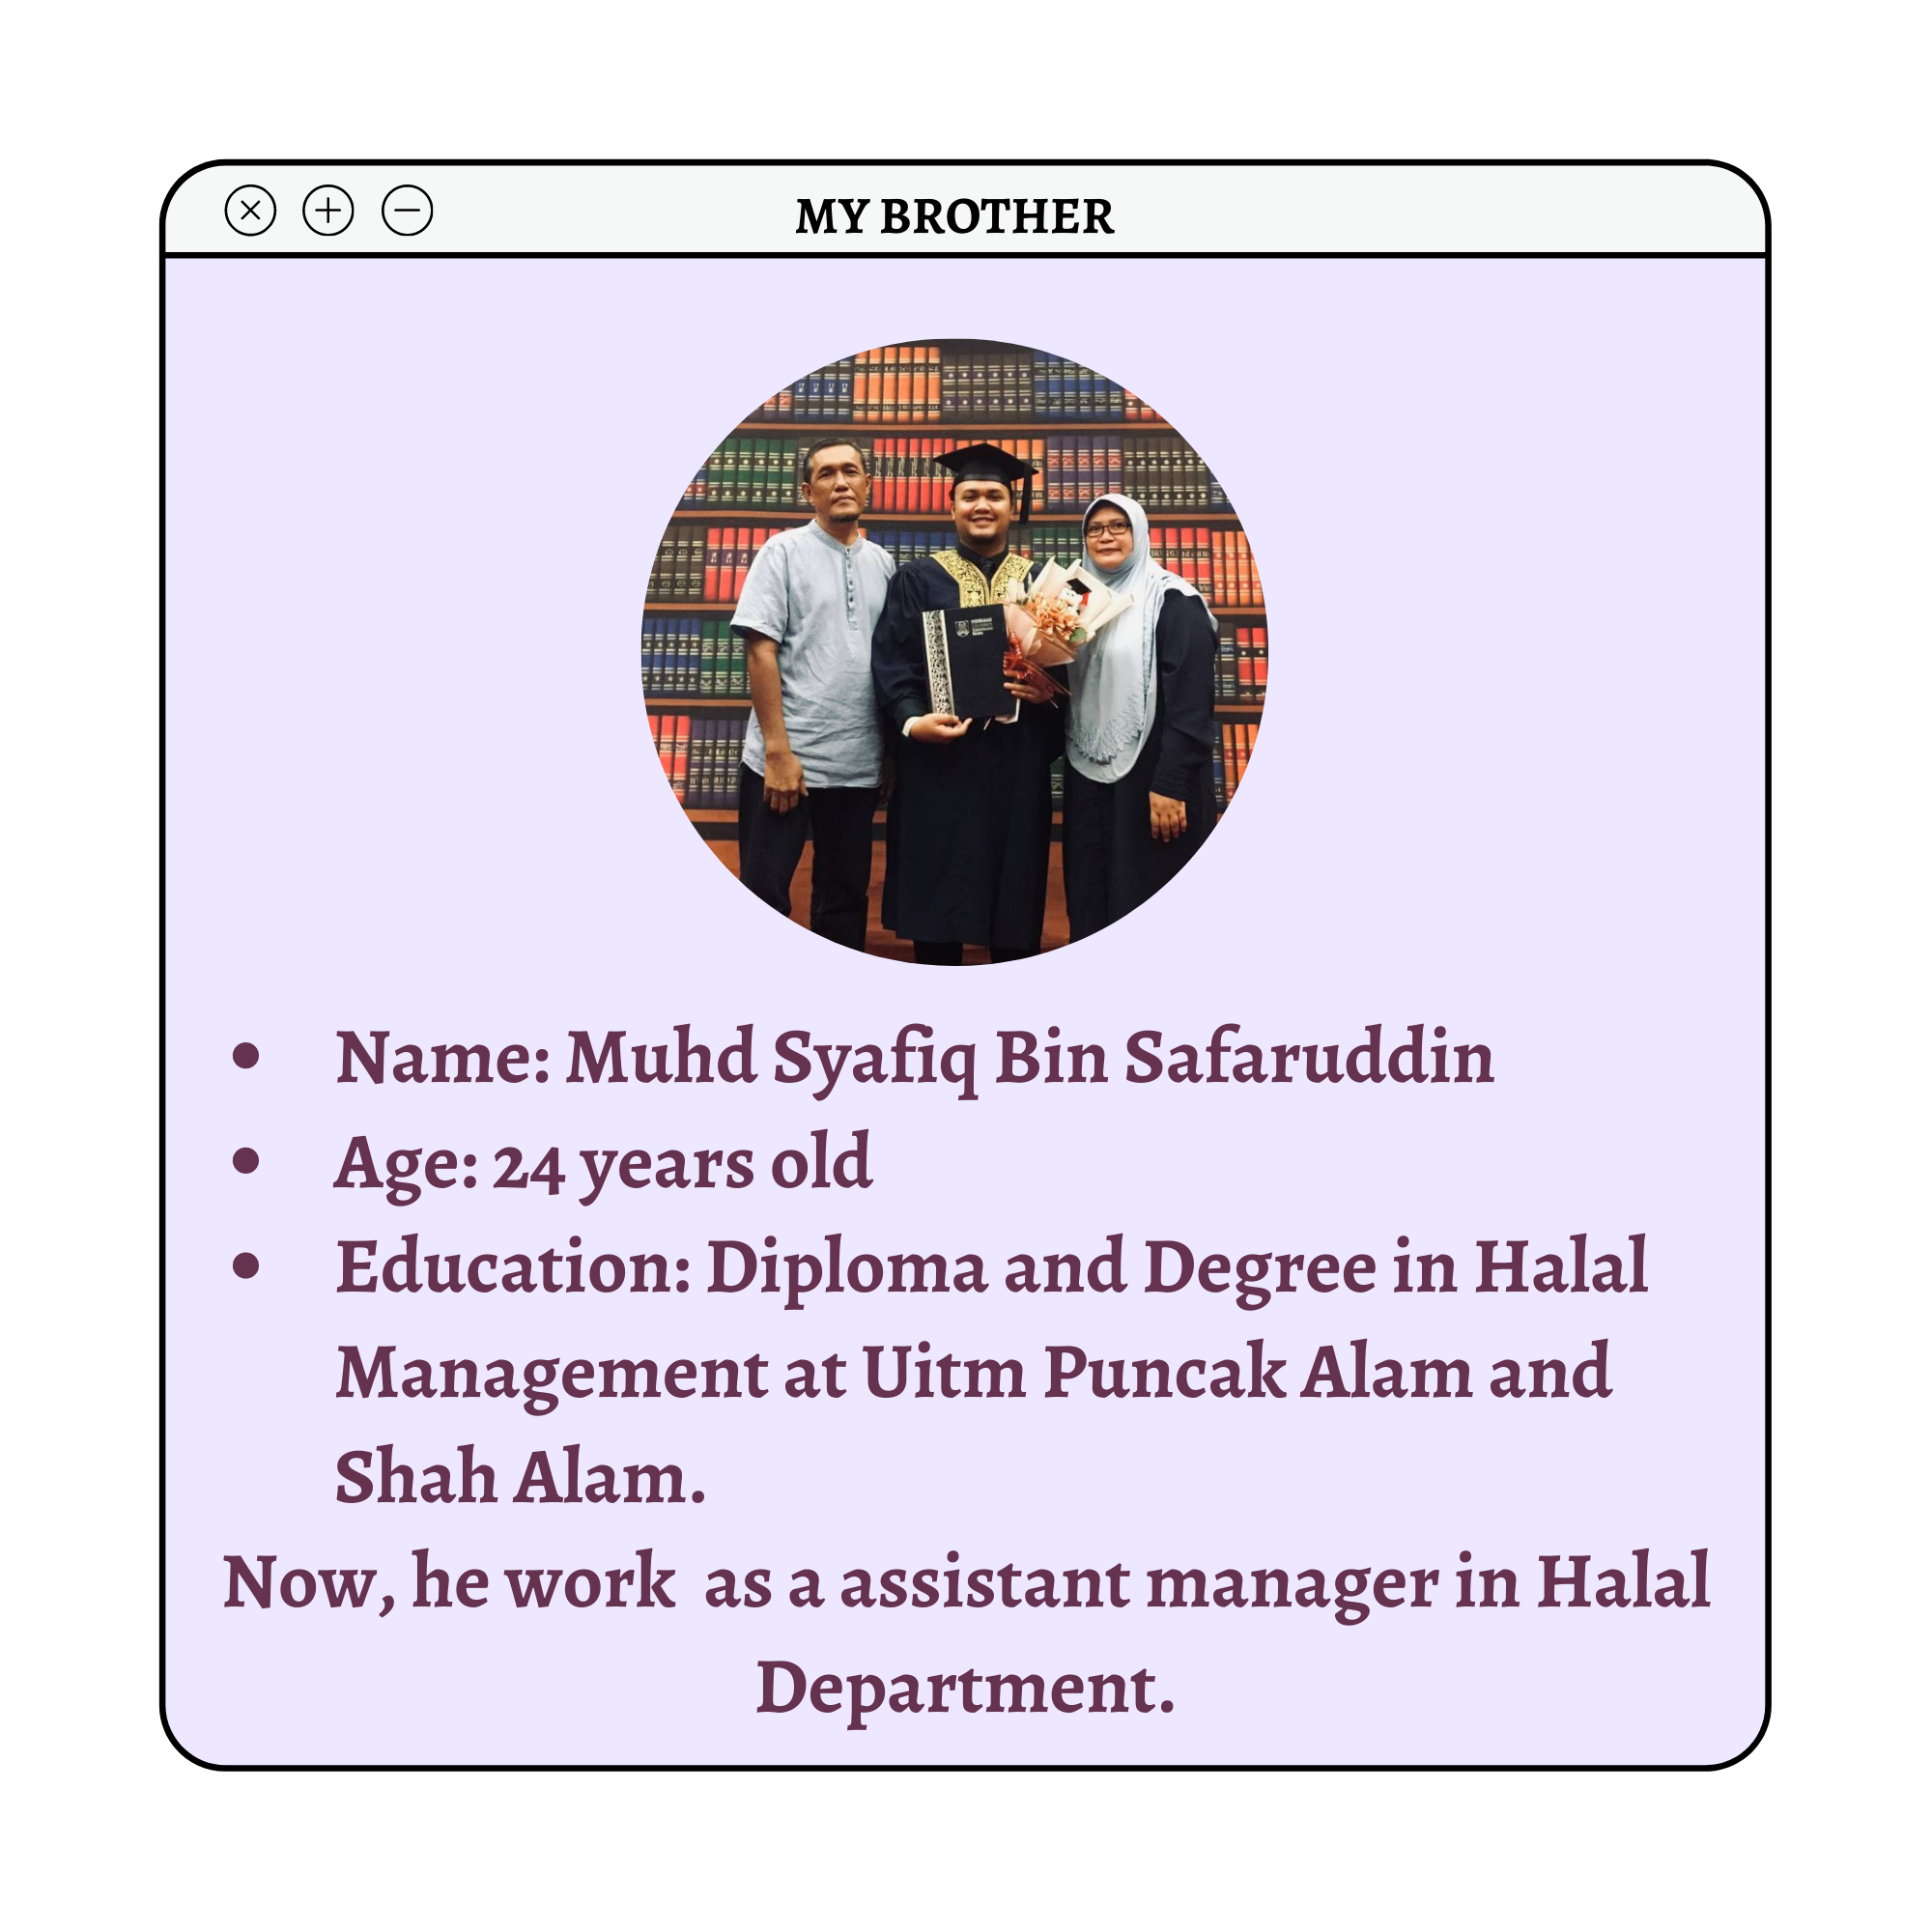 MY BROTHER
• Name: Muhd Syafiq Bin Safaruddin
• Age: 24 years old
• Education: Diploma and Degree in Halal
Management at Uitm Puncak Alam and
Shah Alam.
Now, he work  as a assistant manager in Halal
Department.